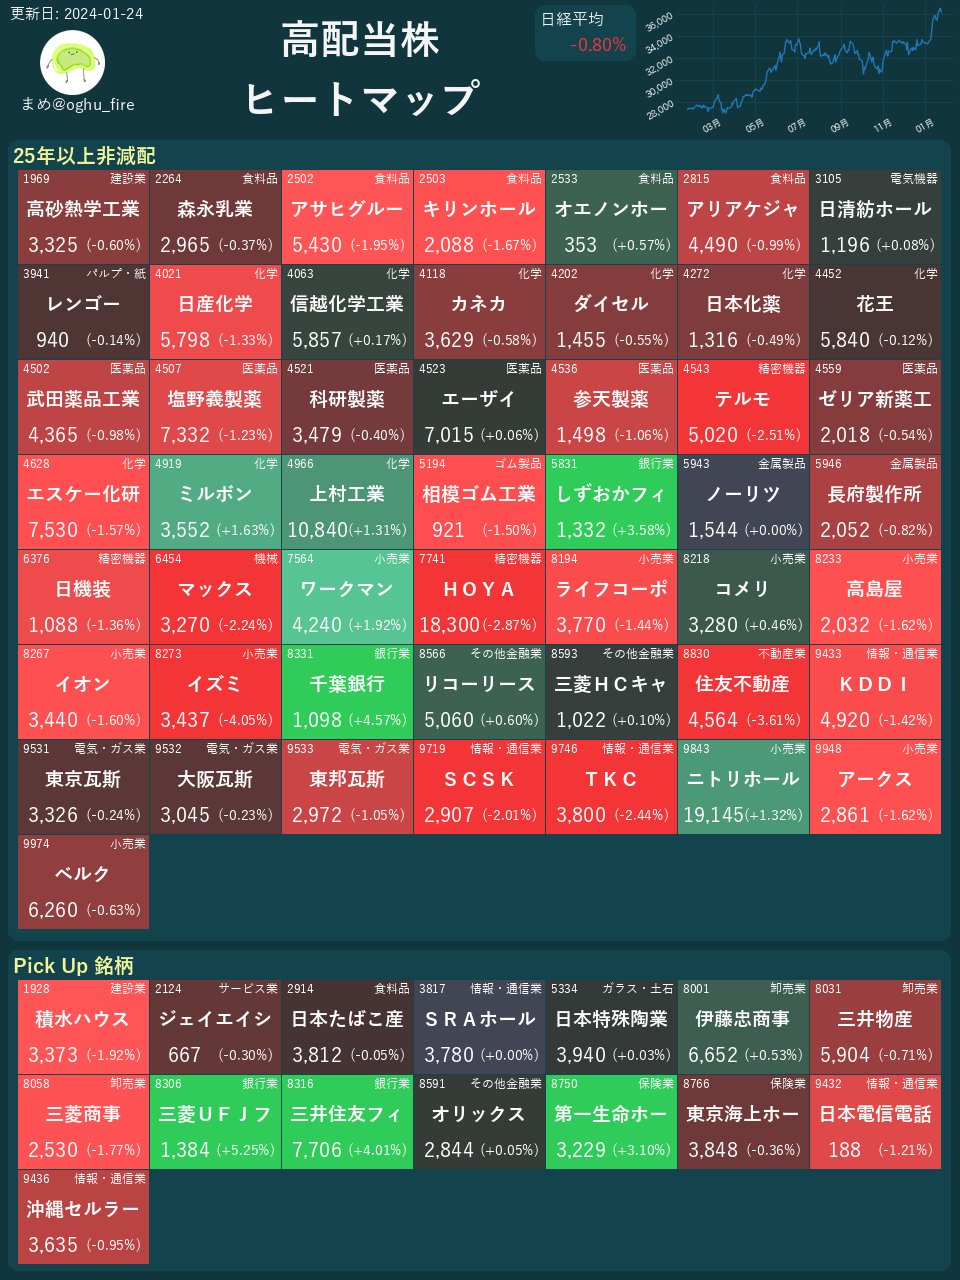 更新日: 2024-01-24
まめ@oghu_fire
高配当株
ヒートマップ
日経平均
-0.80%
36,000
34,000
32,000
30,000
28,000
03月 05月 07月 09月 11月 01月
25年以上非減配
1969 建設業 2264 食料品 2502 食料品 2503 食料品 2533 食料品 2815 食料品 3105 電気機器
高砂熱学工業 森永乳業 アサヒグルー キリンホール オエノンホー アリアケジャ 日清紡ホール
3,325 (-0.60%) 2,965 (-0.37%) 5,430 (-1.95%) 2,088 (-1.67%) 353 (+0.57%) 4,490 (-0.99%) 1,196 (+0.08%)
3941 パルプ・紙 4021 化学 4063 化学 4118 化学 4202 化学 4272 化学 4452 化学
レンゴー 日産化学 信越化学工業 カネカ ダイセル 日本化薬 花王
940 (-0.14%) 5,798 (-1.33%) 5,857 (+0.17%) 3,629 (-0.58%) 1,455 (-0.55%) 1,316 (-0.49%) 5,840 (-0.12%)
4502 医薬品 4507 医薬品 4521 医薬品 4523 医薬品 4536 医薬品 4543 精密機器 4559 医薬品
武田薬品工業 塩野義製薬 科研製薬 エーザイ 参天製薬 テルモ ゼリア新薬工
4,365 (-0.98%) 7,332 (-1.23%) 3,479 (-0.40%) 7,015 (+0.06%) 1,498 (-1.06%) 5,020 (-2.51%) 2,018 (-0.54%)
4628 化学 4919 化学 4966 化学 5194 ゴム製品 5831 銀行業 5943 金属製品 5946 金属製品
エスケー化研 ミルボン 上村工業 相模ゴム工業 しずおかフィ ノーリツ 長府製作所
7,530 (-1.57%) 3,552 (+1.63%) 10,840 (+1.31%) 921 (-1.50%) 1,332 (+3.58%) 1,544 (+0.00%) 2,052 (-0.82%)
6376 精密機器 6454 機械 7564 小売業 7741 精密機器 8194 小売業 8218 小売業 8233 小売業
日機装 マックス ワークマン ＨＯＹＡ ライフコーポ コメリ 高島屋
1,088 (-1.36%) 3,270 (-2.24%) 4,240 (+1.92%) 18,300 (-2.87%) 3,770 (-1.44%) 3,280 (+0.46%) 2,032 (-1.62%)
8267 小売業 8273 小売業 8331 銀行業 8566 その他金融業 8593 その他金融業 8830 不動産業 9433 情報・通信業
イオン イズミ 千葉銀行 リコーリース 三菱ＨＣキャ 住友不動産 ＫＤＤＩ
3,440 (-1.60%) 3,437 (-4.05%) 1,098 (+4.57%) 5,060 (+0.60%) 1,022 (+0.10%) 4,564 (-3.61%) 4,920 (-1.42%)
9531 電気・ガス業 9532 電気・ガス業 9533 電気・ガス業 9719 情報・通信業 9746 情報・通信業 9843 小売業 9948 小売業
東京瓦斯 大阪瓦斯 東邦瓦斯 ＳＣＳＫ ＴＫＣ ニトリホール アークス
3,326 (-0.24%) 3,045 (-0.23%) 2,972 (-1.05%) 2,907 (-2.01%) 3,800 (-2.44%) 19,145 (+1.32%) 2,861 (-1.62%)
9974 小売業
ベルク
6,260 (-0.63%)
Pick Up 銘柄
1928 建設業 2124 サービス業 2914 食料品 3817 情報・通信業 5334 ガラス・土石 8001 卸売業 8031 卸売業
積水ハウス ジェイエイシ 日本たばこ産 ＳＲＡホール 日本特殊陶業 伊藤忠商事 三井物産
3,373 (-1.92%) 667 (-0.30%) 3,812 (-0.05%) 3,780 (+0.00%) 3,940 (+0.03%) 6,652 (+0.53%) 5,904 (-0.71%)
8058 卸売業 8306 銀行業 8316 銀行業 8591 その他金融業 8750 保険業 8766 保険業 9432 情報・通信業
三菱商事 三菱ＵＦＪフ 三井住友フィ オリックス 第一生命ホー 東京海上ホー 日本電信電話
2,530 (-1.77%) 1,384 (+5.25%) 7,706 (+4.01%) 2,844 (+0.05%) 3,229 (+3.10%) 3,848 (-0.36%) 188 (-1.21%)
9436 情報・通信業
沖縄セルラー
3,635 (-0.95%)